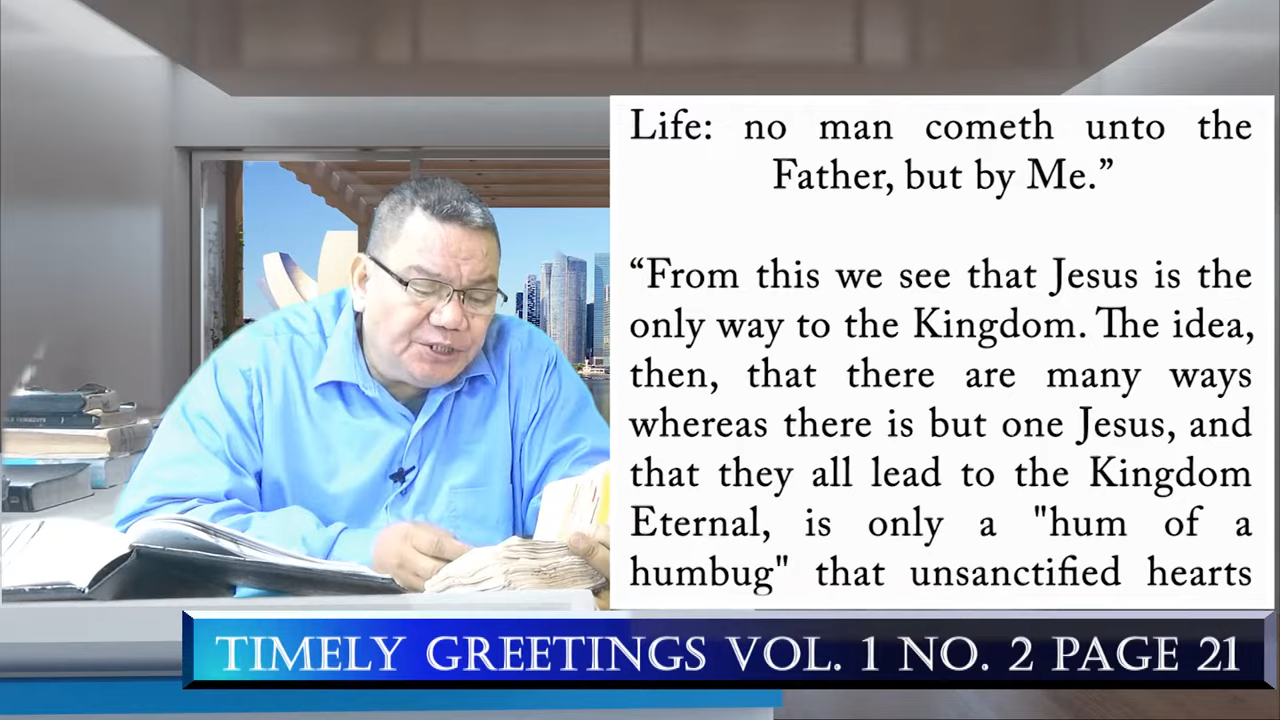 Life: no man cometh unto the
Father, but by Me.”
“From this we see that Jesus is the
only way to the Kingdom. The idea,
then, that there are many ways
whereas there is but one Jesus, and
that they all lead to the Kingdom
Eternal, is only a "hum of a
humbug" that unsanctified hearts
TIMELY GREETINGS VOL. 1 NO. 2 PAGE 21